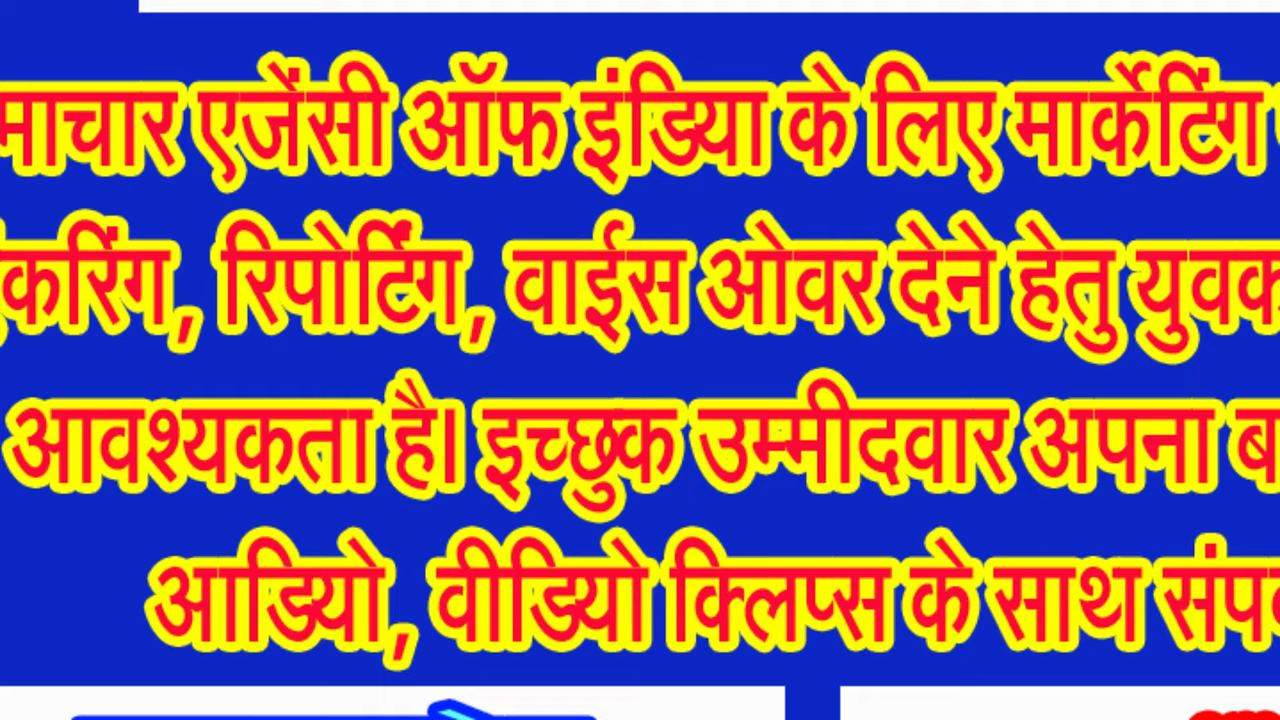 माचार एजेंसी ऑफ इंडिया के लिए मार्केटिंग
करिंग, रिपोर्टिंग, वाईस ओवर देने हेतु युवक
आवश्यकता है। इच्छुक उम्मीदवार अपना ब
आडियो, वीडियो क्लिप्स के साथ संप